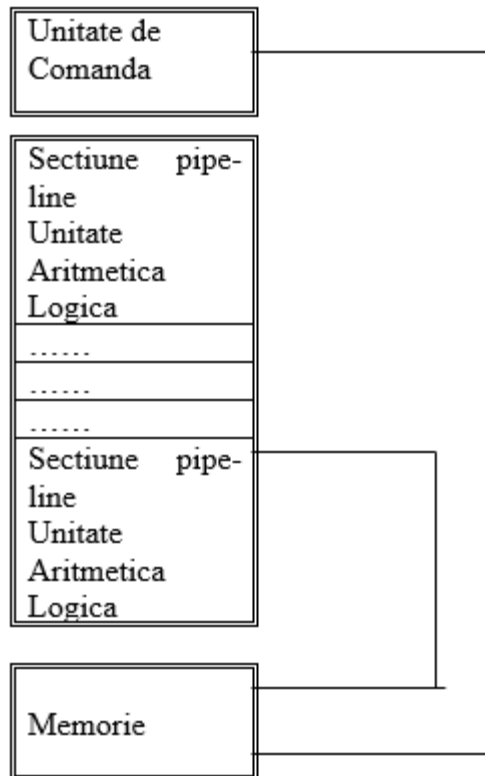 Unitate de
Comanda
Sectiune pipe-
line
Unitate
Aritmetica
Logica
......
......
......
Sectiune pipe-
line
Unitate
Aritmetica
Logica
Memorie